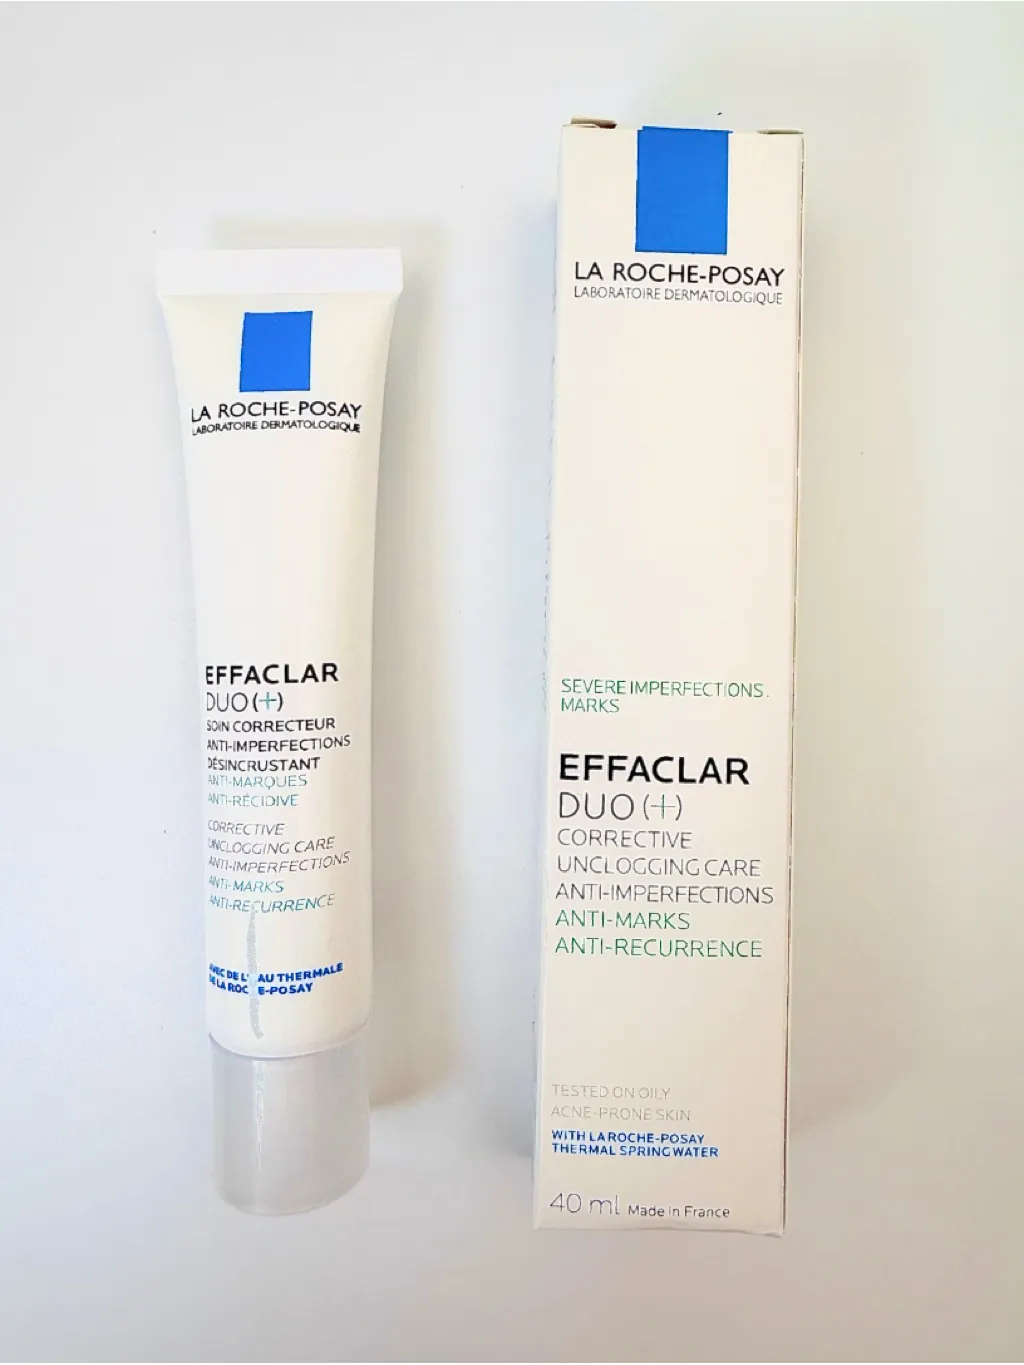 LA ROCHE-POSAY
LABORATOIRE DERMATOLOGIQUE
EFFACLAR
DUO(+)
SOIN CORRECTEUR
ANTI-IMPERFECTIONS
DÉSINCRUSTANT
ANTI-MARQUES
ANTI-RÉCIDIVE
CORRECTIVE
UNCLOGGING CARE
ANTI-IMPERFECTIONS
ANTI-MARKS
ANTI-RECURRENCE
AVEC DE L'EAU THERMALE
DE LA ROCHE-POSAY
LA ROCHE-POSAY
LABORATOIRE DERMATOLOGIQUE
SEVERE IMPERFECTIONS.
MARKS
EFFACLAR
DUO(+)
CORRECTIVE
UNCLOGGING CARE
ANTI-IMPERFECTIONS
ANTI-MARKS
ANTI-RECURRENCE
TESTED ON OILY
ACNE-PRONE SKIN
WITH LA ROCHE-POSAY
THERMAL SPRING WATER
40 ml Made in France